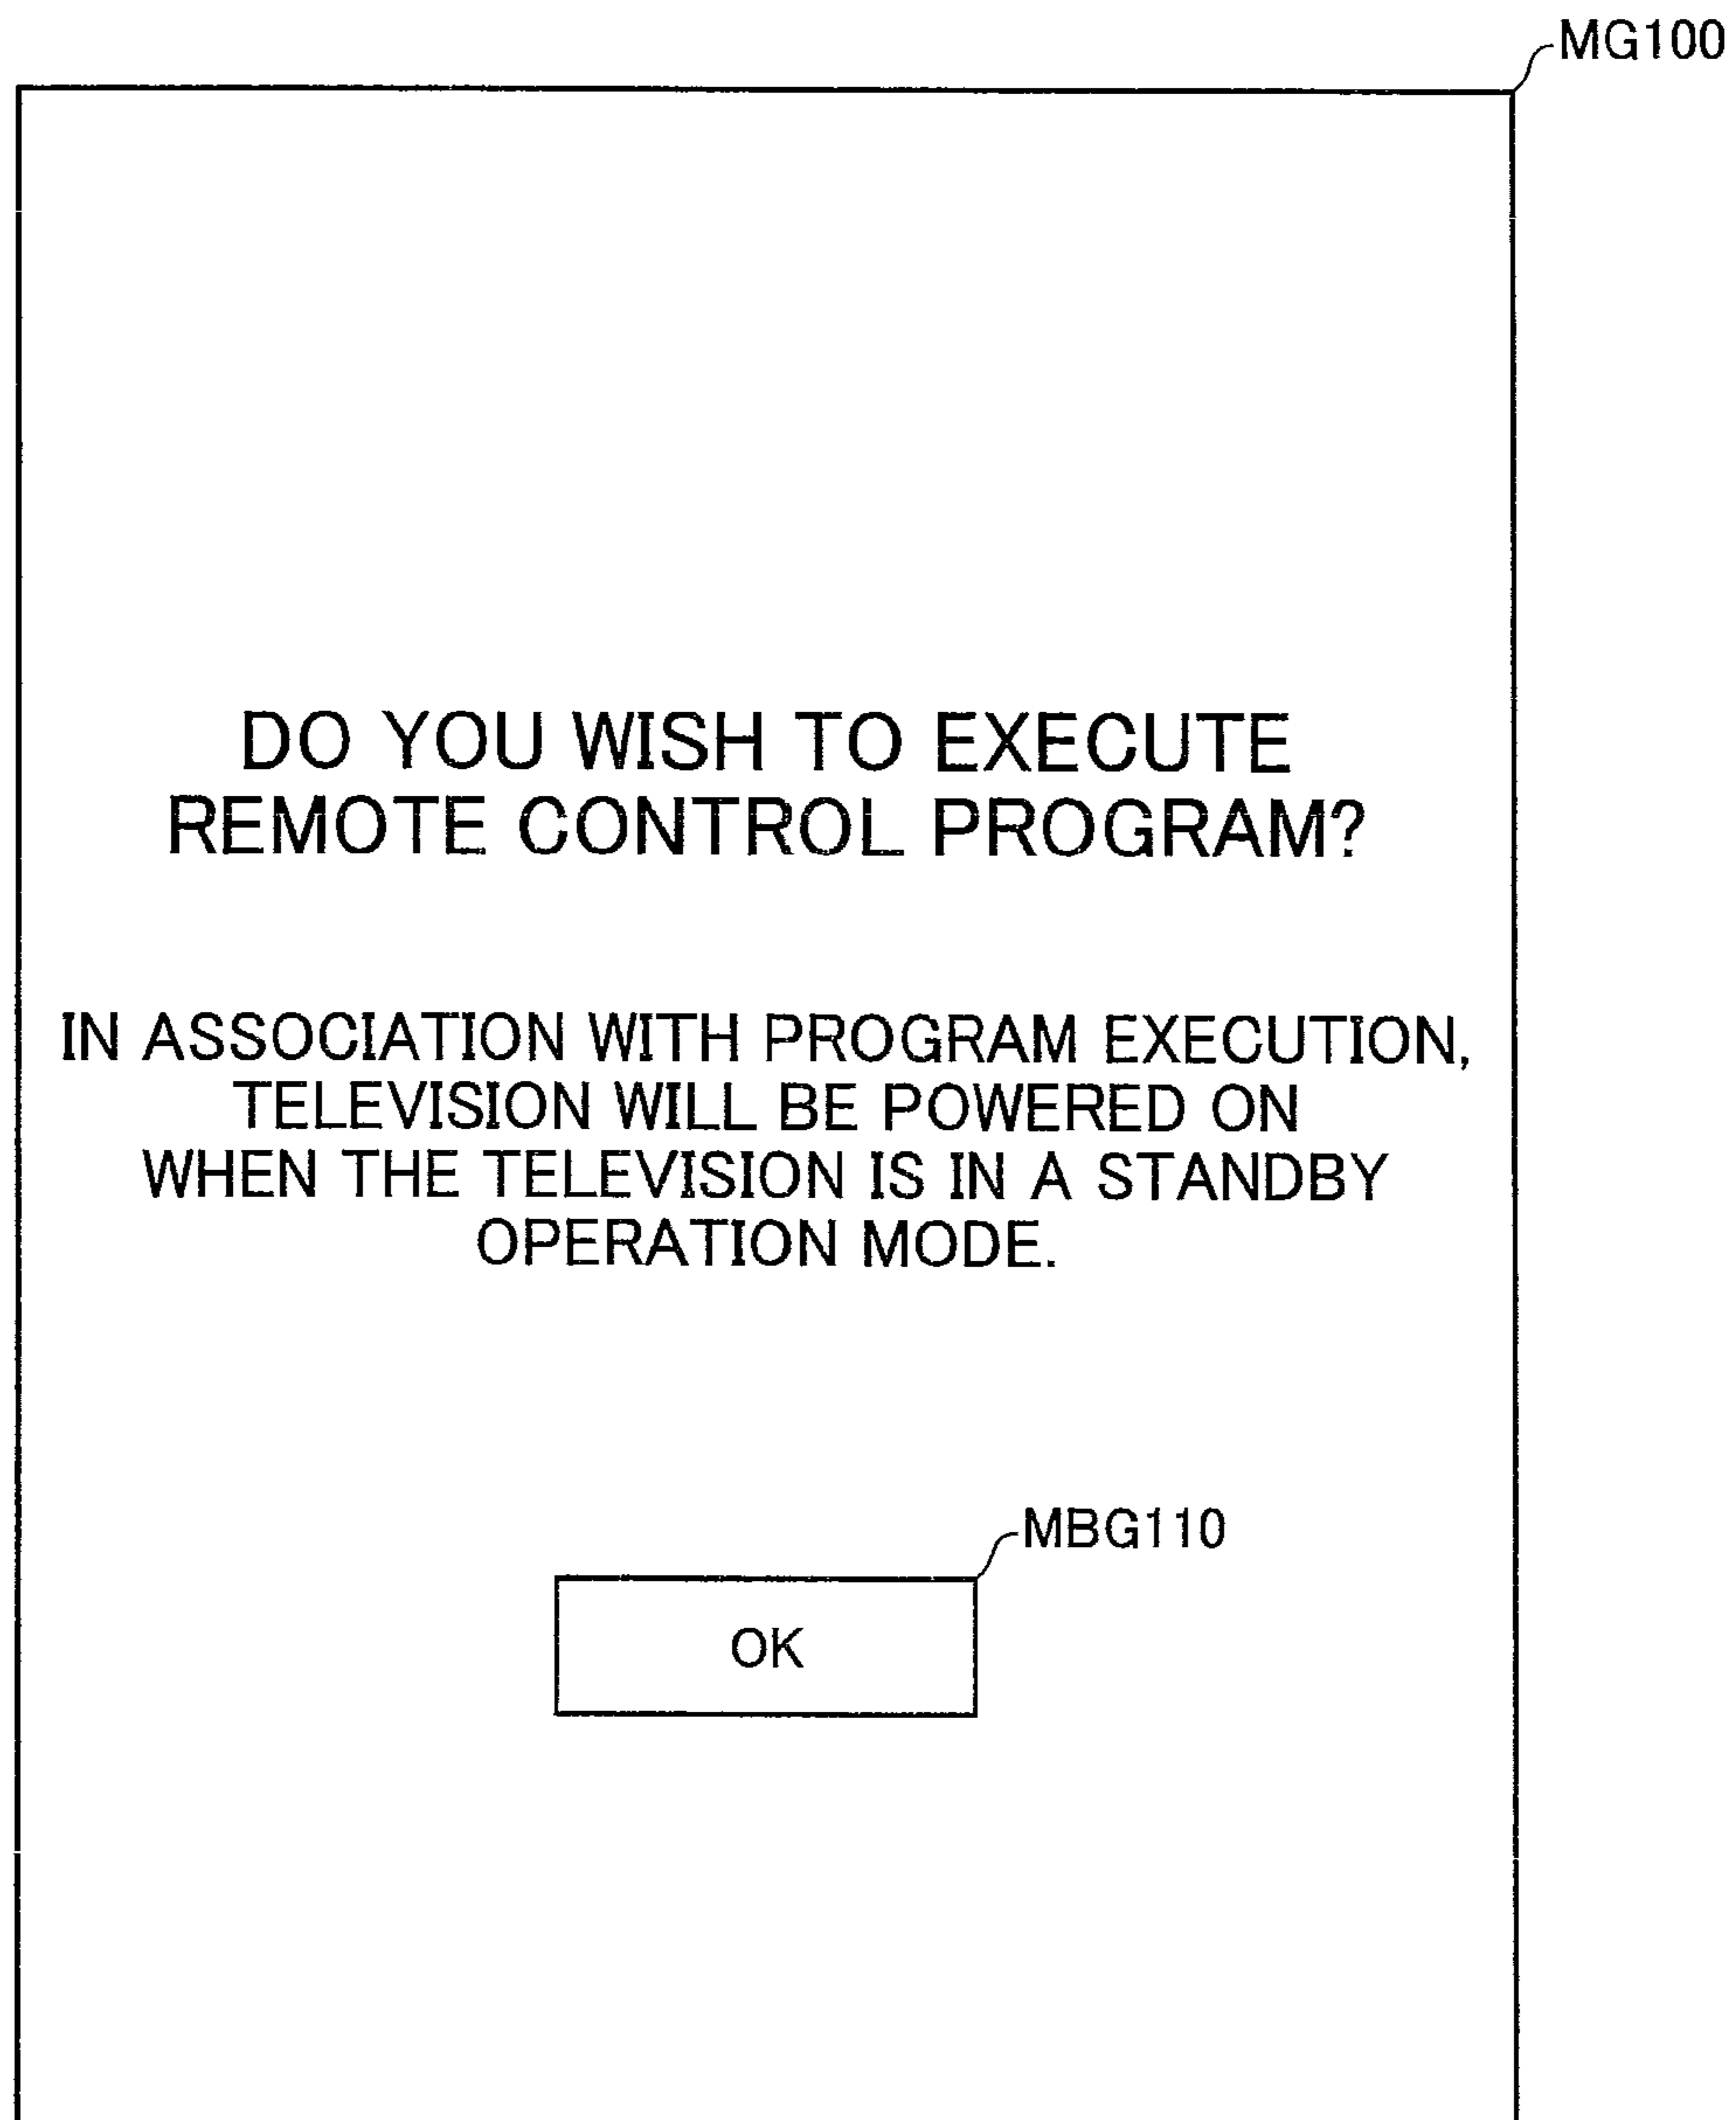 MG100
DO YOU WISH TO EXECUTE
REMOTE CONTROL PROGRAM?
IN ASSOCIATION WITH PROGRAM EXECUTION,
TELEVISION WILL BE POWERED ON
WHEN THE TELEVISION IS IN A STANDBY
OPERATION MODE.
MBG110
OK